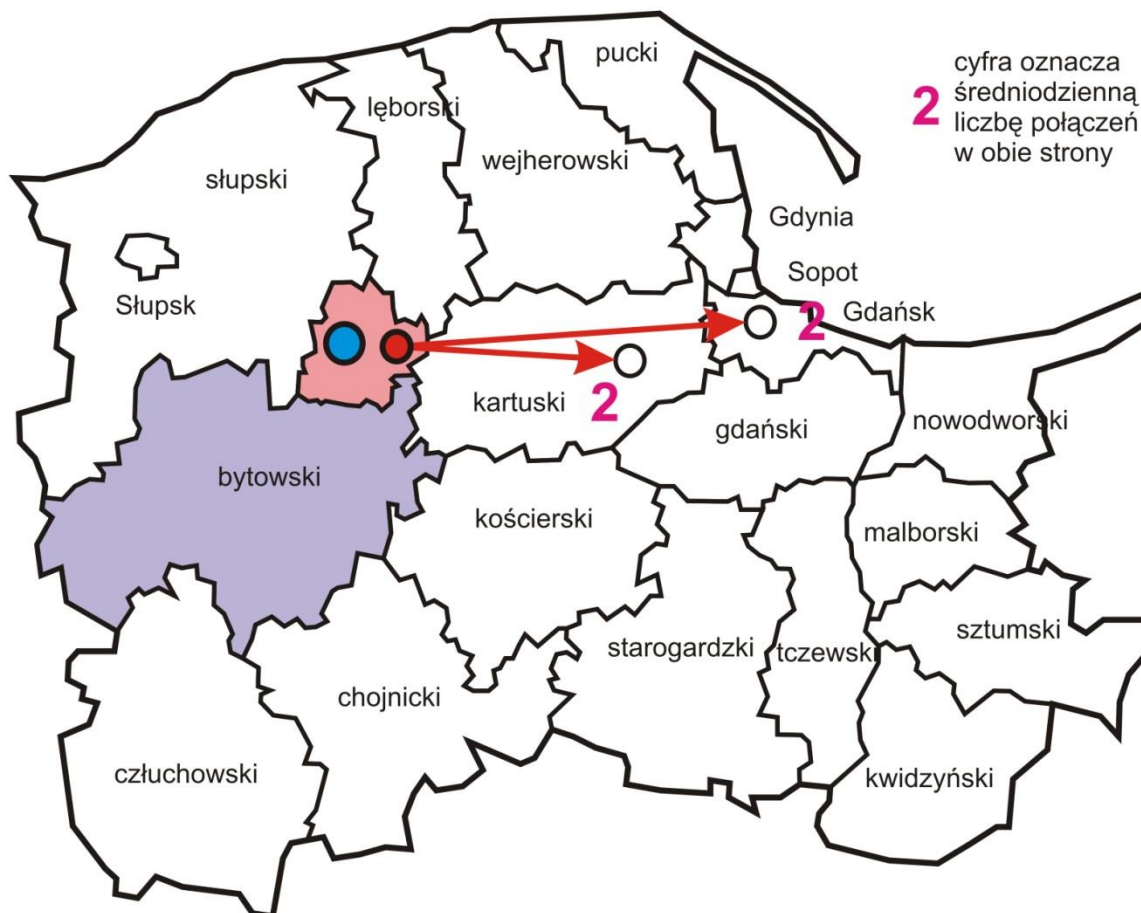 pucki
cyfra oznacza
średniodzienną
2 liczbę połączeń
w obie strony
lęborski
wejherowski
słupski
Gdynia
Sopot
Słupsk
2 Gdańsk
kartuski 2
gdański
nowodworski
bytowski
kościerski
malborski
starogardzki
tczewski
sztumski
chojnicki
człuchowski
kwidzyński